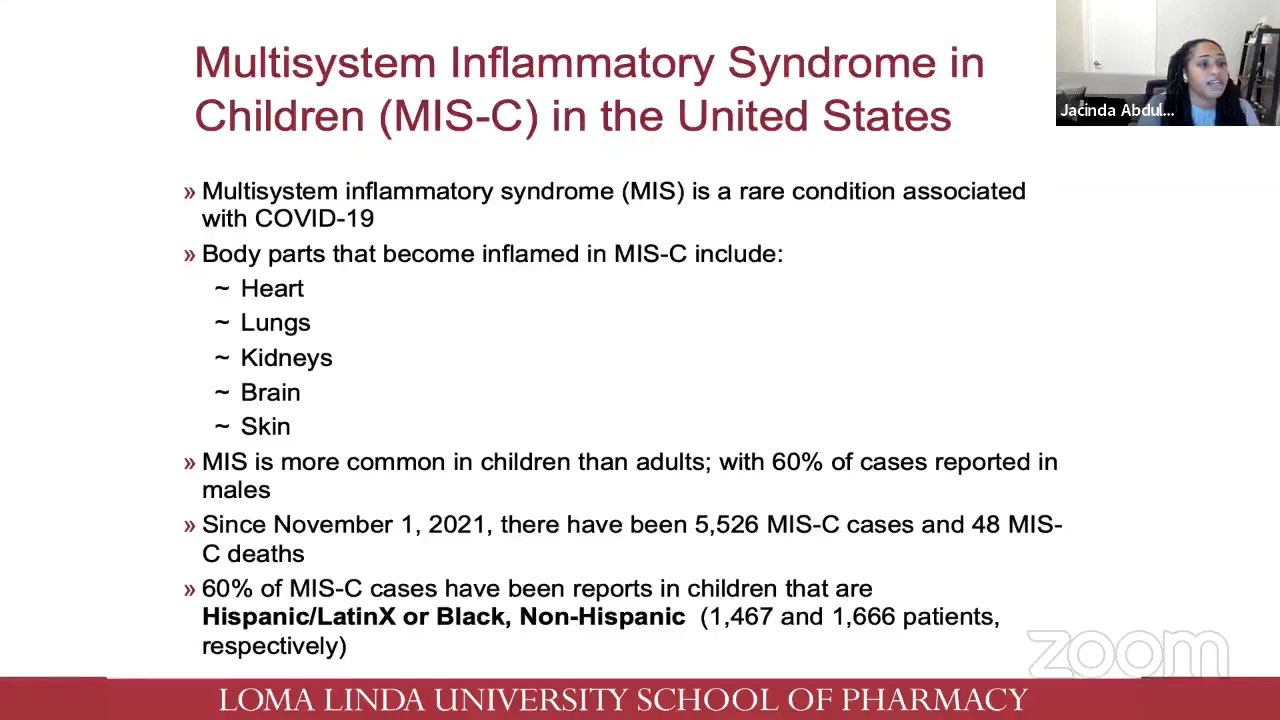 Multisystem Inflammatory Syndrome in
Children (MIS-C) in the United States
Jacinda Abdul...
» Multisystem inflammatory syndrome (MIS) is a rare condition associated
with COVID-19
» Body parts that become inflamed in MIS-C include:
~ Heart
~ Lungs
~ Kidneys
~ Brain
~ Skin
» MIS is more common in children than adults; with 60% of cases reported in
males
» Since November 1, 2021, there have been 5,526 MIS-C cases and 48 MIS-
C deaths
» 60% of MIS-C cases have been reports in children that are
Hispanic/LatinX or Black, Non-Hispanic (1,467 and 1,666 patients,
respectively)
zoom
LOMA LINDA UNIVERSITY SCHOOL OF PHARMACY